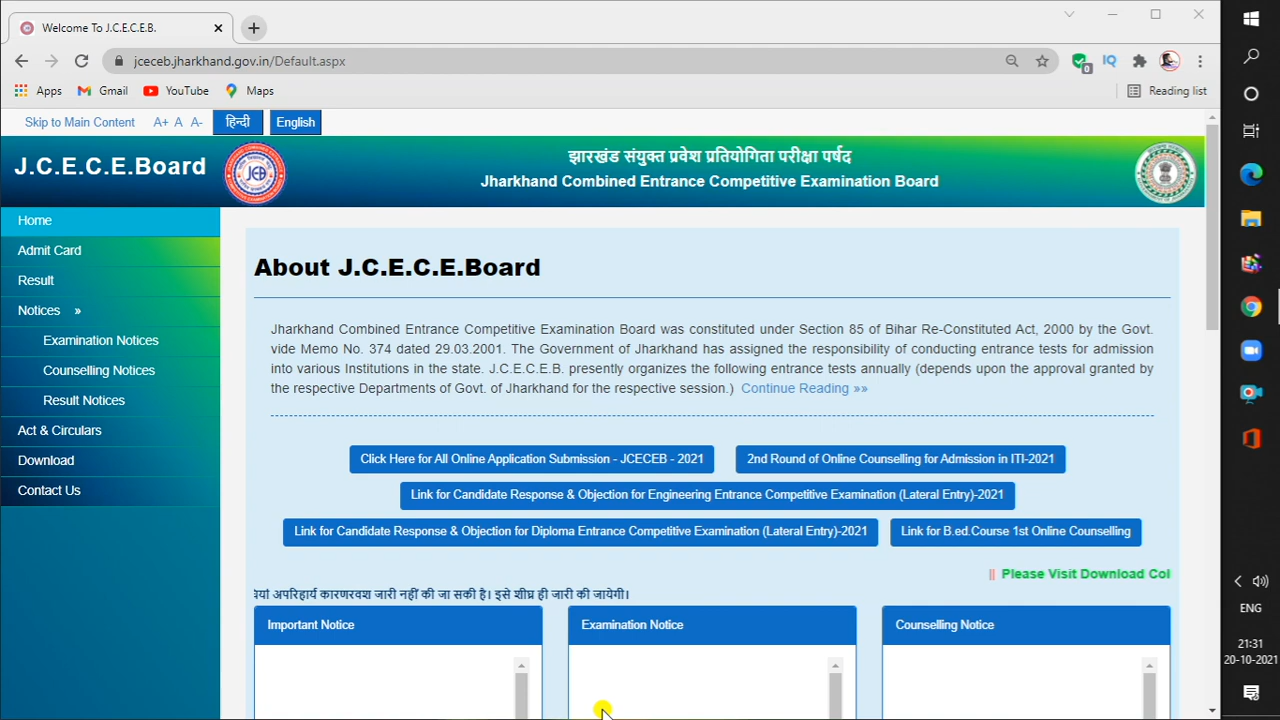 Welcome To J.C.E.C.E.B.
jceceb.jharkhand.gov.in/Default.aspx
0
IQ
Apps Gmail YouTube Maps Reading list
Skip to Main Content A+ A A- हिन्दी English
J.C.E.C.E.Board
JCEB
झारखंड संयुक्त प्रवेश प्रतियोगिता परीक्षा पर्षद
Jharkhand Combined Entrance Competitive Examination Board
Home
Admit Card
Result
Notices »
Examination Notices
Counselling Notices
Result Notices
Act & Circulars
Download
Contact Us
About J.C.E.C.E.Board
Jharkhand Combined Entrance Competitive Examination Board was constituted under Section 85 of Bihar Re-Constituted Act, 2000 by the Govt.
vide Memo No. 374 dated 29.03.2001. The Government of Jharkhand has assigned the responsibility of conducting entrance tests for admission
into various Institutions in the state. J.C.E.C.E.B. presently organizes the following entrance tests annually (depends upon the approval granted by
the respective Departments of Govt. of Jharkhand for the respective session.) Continue Reading »»
Click Here for All Online Application Submission - JCECEB - 2021 2nd Round of Online Counselling for Admission in ITI-2021
Link for Candidate Response & Objection for Engineering Entrance Competitive Examination (Lateral Entry)-2021
Link for Candidate Response & Objection for Diploma Entrance Competitive Examination (Lateral Entry)-2021 Link for B.ed.Course 1st Online Counselling
|| Please Visit Download Col
अपरिहार्य कारणरवश जारी नहीं की जा सकी है। इसे शीघ्र ही जारी की जायेगी।
Important Notice Examination Notice Counselling Notice
ENG
21:31
20-10-2021